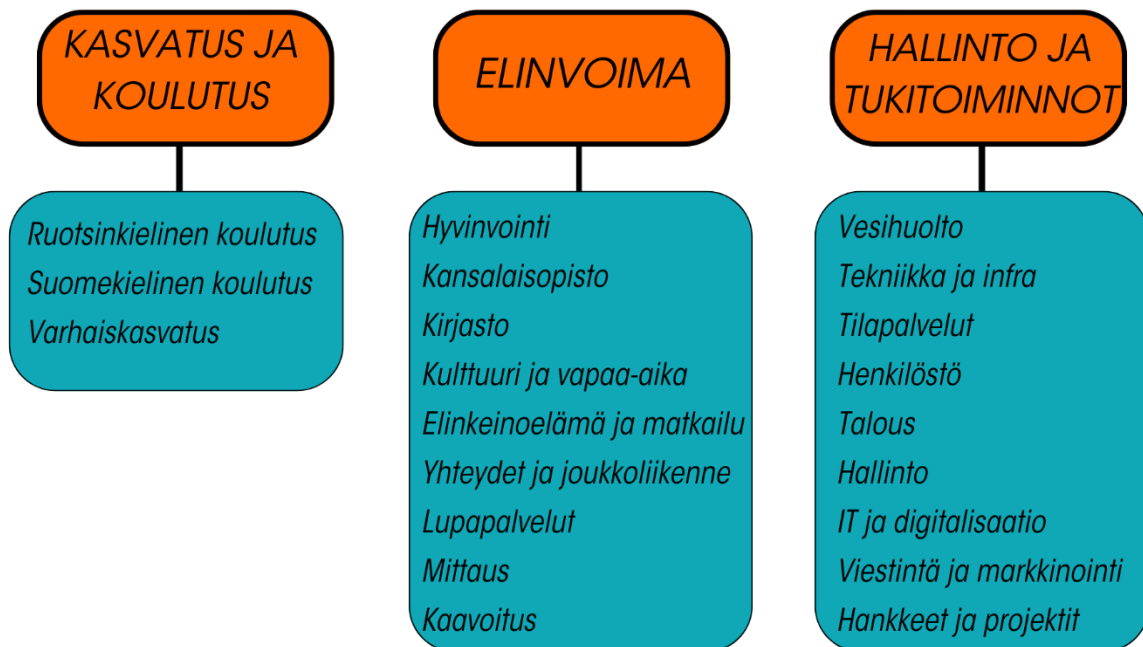 KASVATUS JA
KOULUTUS
Ruotsinkielinen koulutus
Suomekielinen koulutus
Varhaiskasvatus
ELINVOIMA
Hyvinvointi
Kansalaisopisto
Kirjasto
Kulttuuri ja vapaa-aika
Elinkeinoelämä ja matkailu
Yhteydet ja joukkoliikenne
Lupapalvelut
Mittaus
Kaavoitus
HALLINTO JA
TUKITOIMINNOT
Vesihuolto
Tekniikka ja infra
Tilapalvelut
Henkilöstö
Talous
Hallinto
IT ja digitalisaatio
Viestintä ja markkinointi
Hankkeet ja projektit